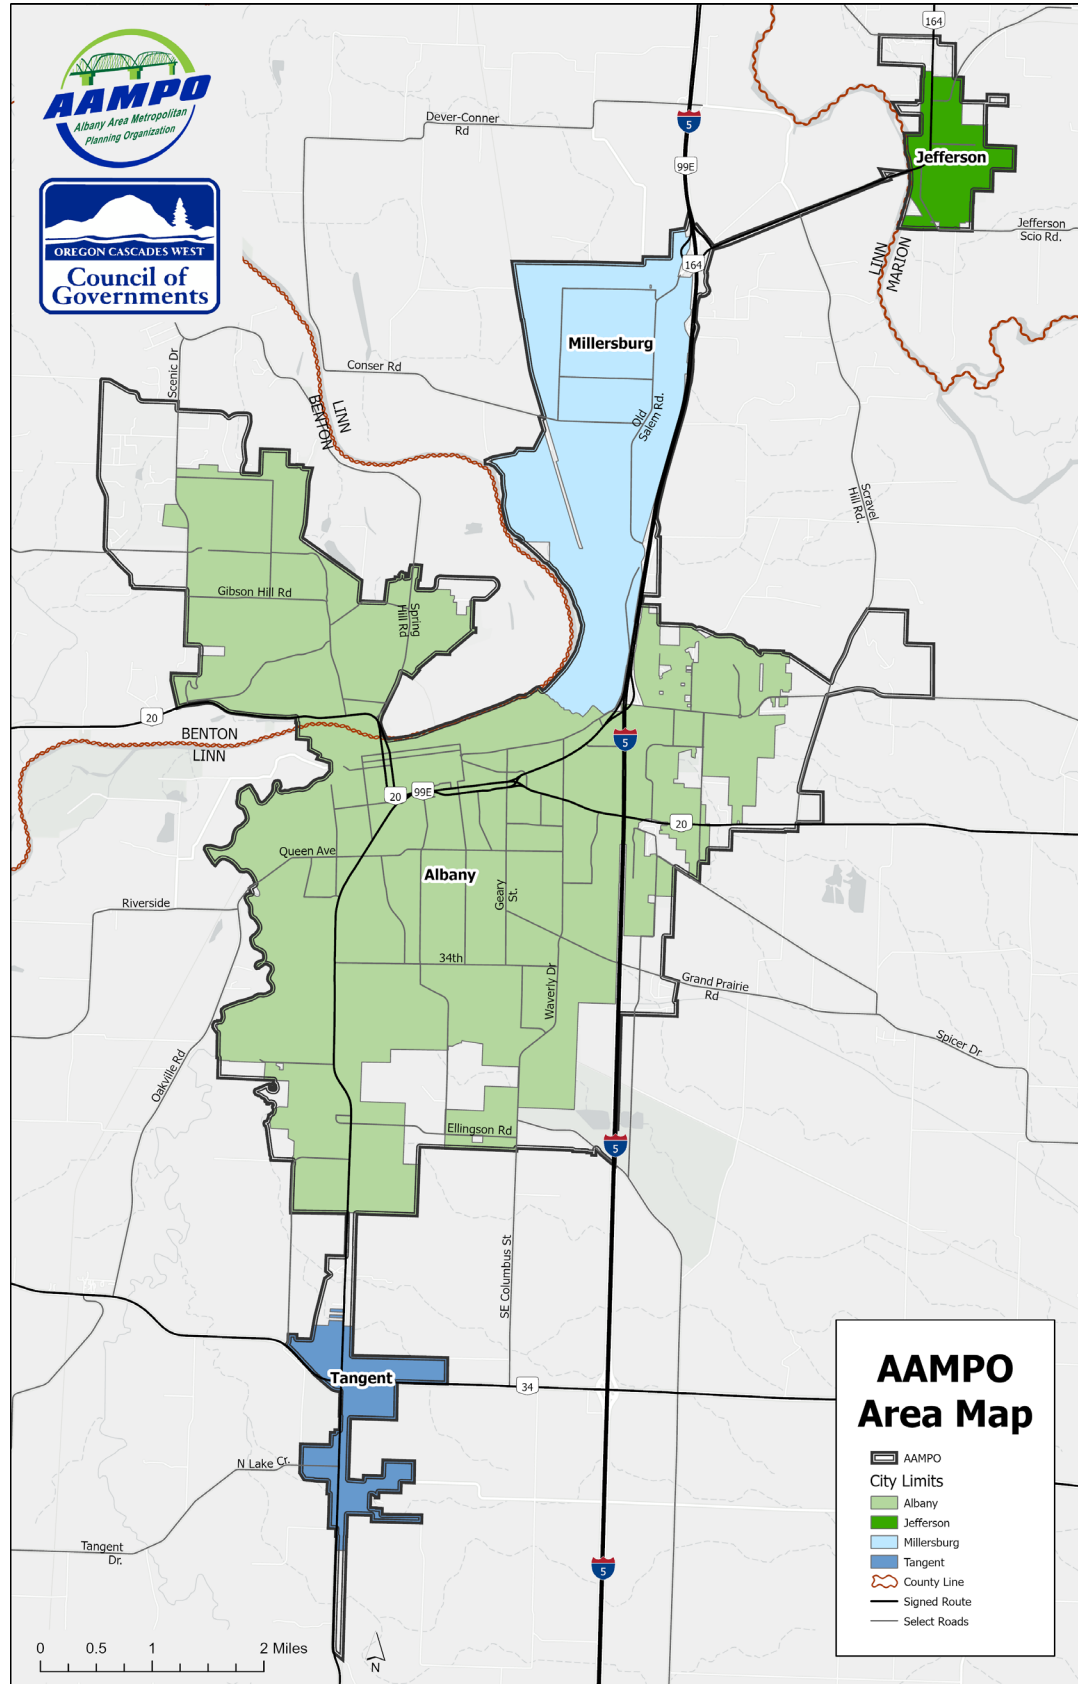 AAMPO
Albany Area Metropolitan
Planning Organization
OREGON CASCADES WEST
Council of
Governments
164
Dever-Conner
Rd
5
99E
Jefferson
Jefferson
Scio Rd.
LINN
MARION
164
Millersburg
Scenic Dr
Conser Rd
LINN
BENTON
Old
Salem Rd.
Scravel
Hill Rd.
Gibson Hill Rd
Spring
Hill Rd
20
BENTON
LINN
5
20
99E
20
Queen Ave
Albany
Geary
St.
Riverside
34th
Waverly Dr
Grand Prairie
Rd
Spicer Dr
Oakville Rd
Ellingson Rd
5
SE Columbus St
Tangent
34
N Lake Cr.
Tangent
Dr.
5
AAMPO
Area Map
AAMPO
City Limits
Albany
Jefferson
Millersburg
Tangent
County Line
Signed Route
Select Roads
0 0.5 1 2 Miles
N